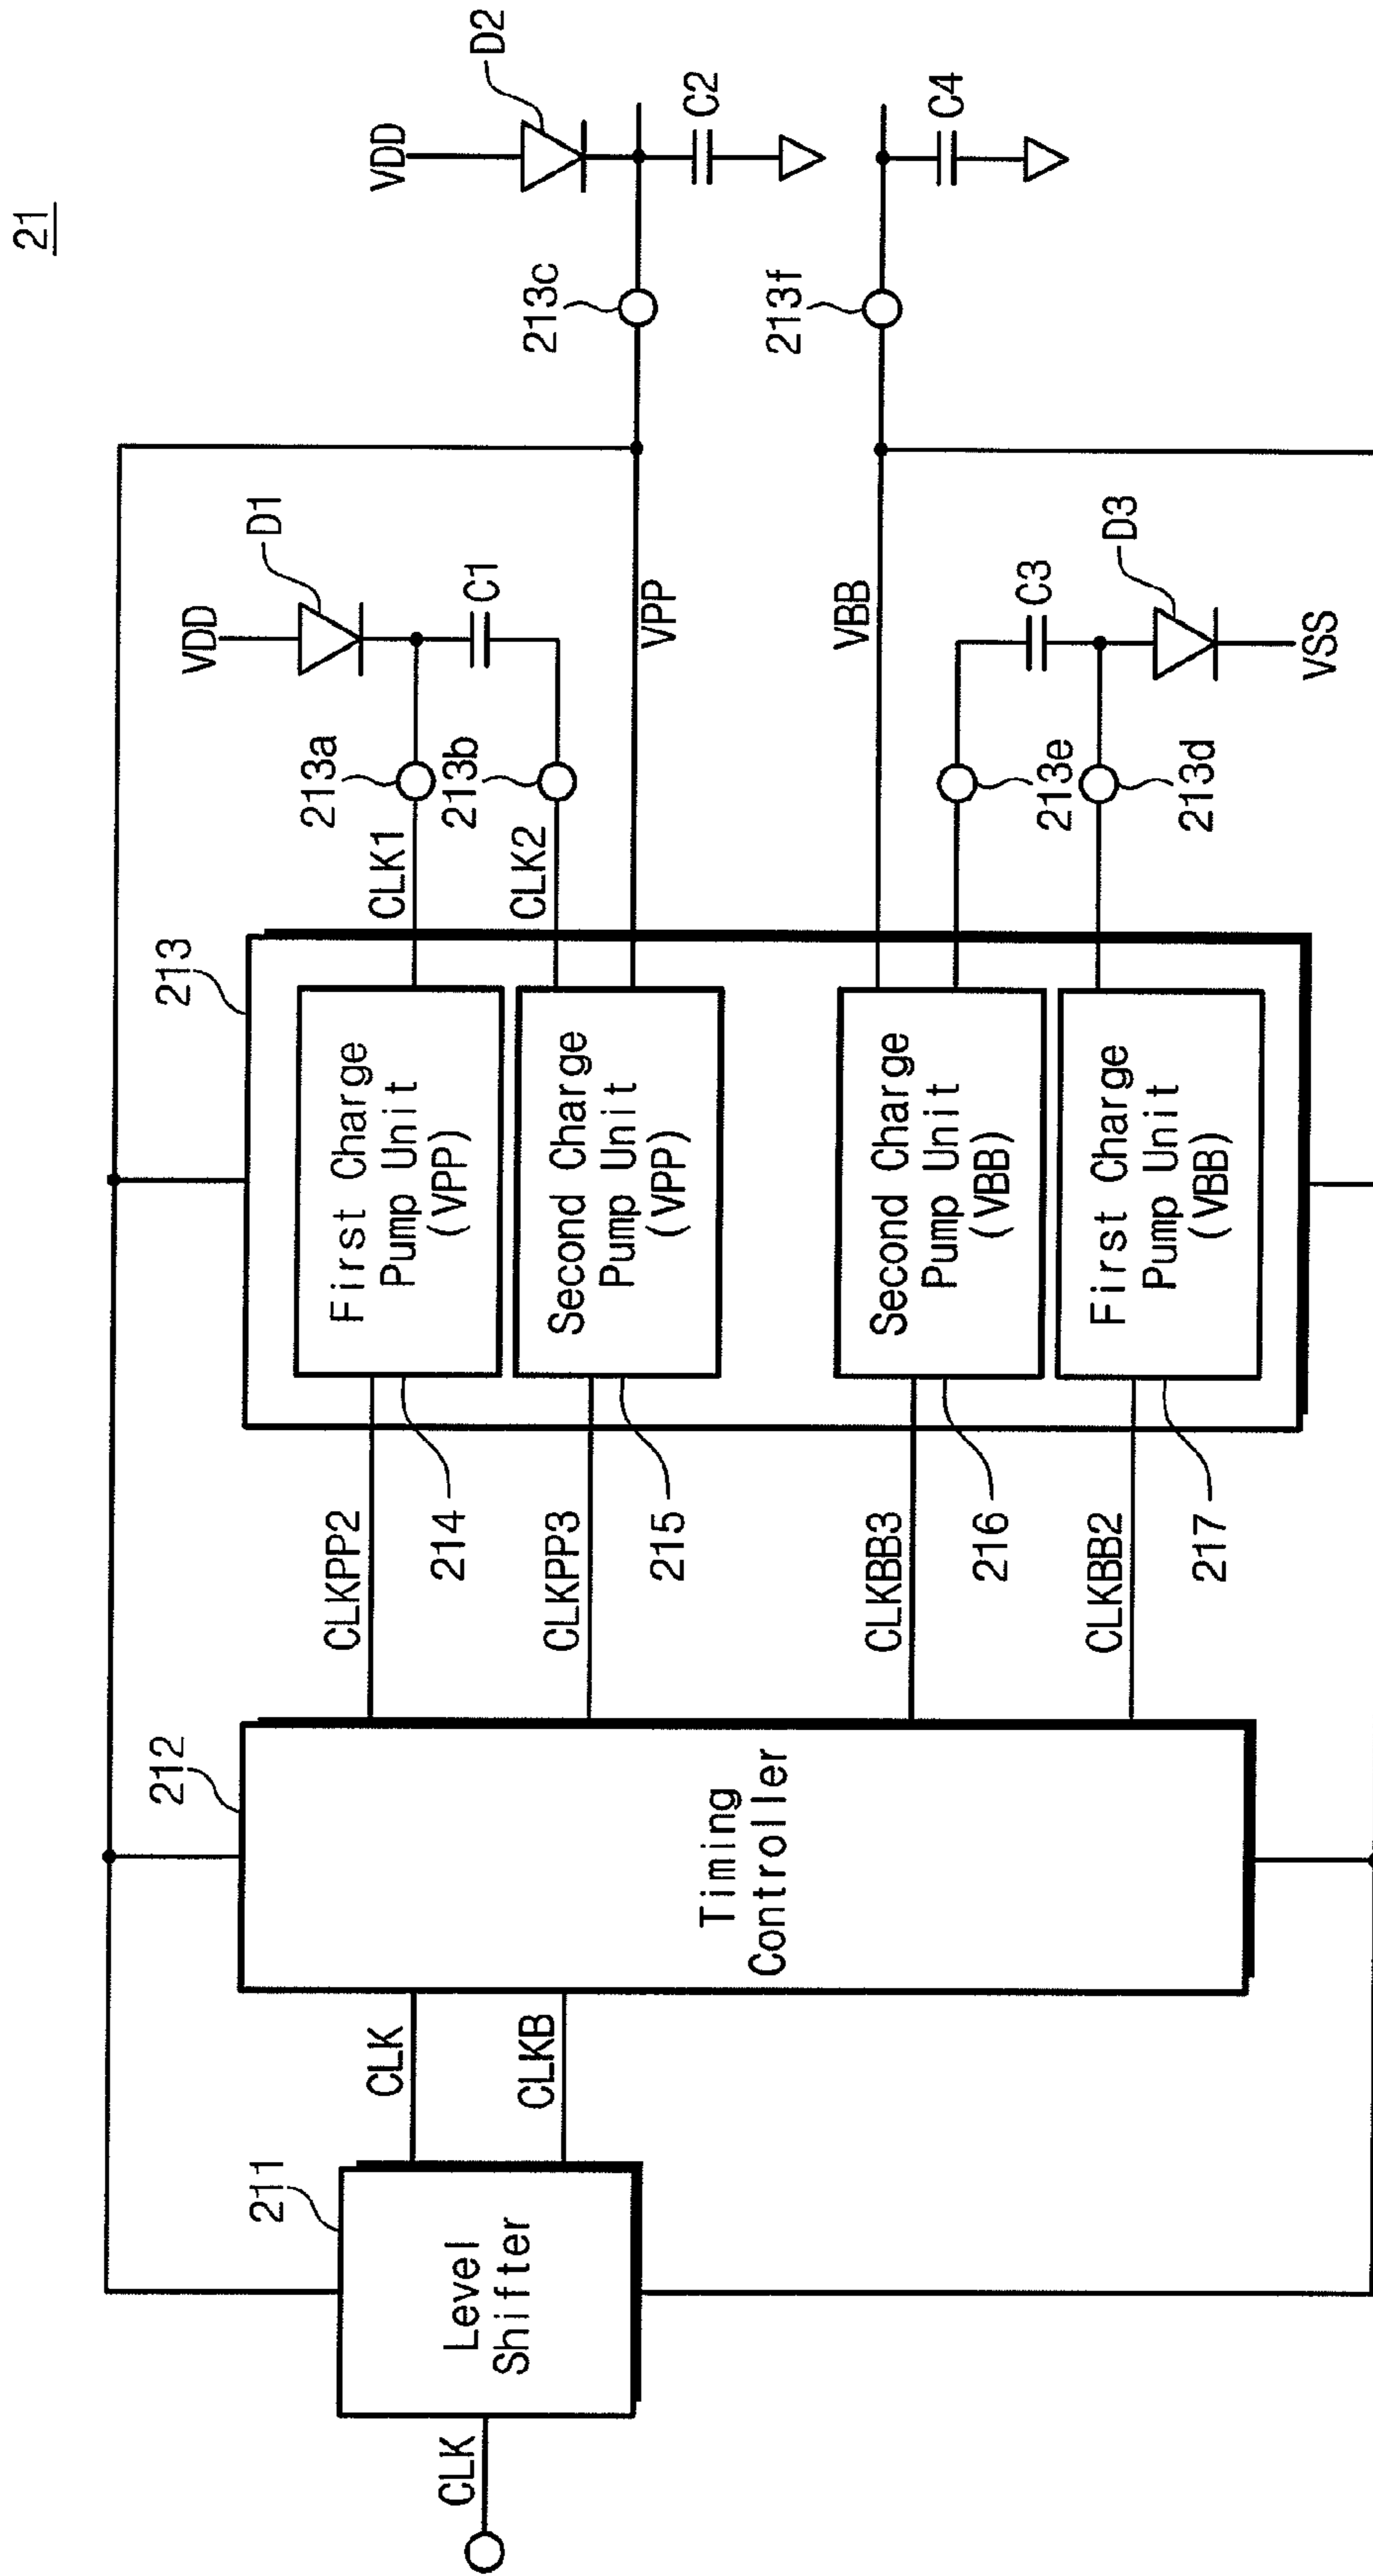 21
CLK
211
Level
Shifter
CLK
CLKB
212
Timing
Controller
CLKPP2
214
CLKPP3
215
CLKBB3
216
CLKBB2
217
213
First Charge
Pump Unit
(VPP)
Second Charge
Pump Unit
(VPP)
Second Charge
Pump Unit
(VBB)
First Charge
Pump Unit
(VBB)
CLK1
213a
CLK2
213b
VDD
D1
C1
VPP
VBB
213e
213d
C3
D3
VSS
213c
213f
VDD
D2
C2
C4